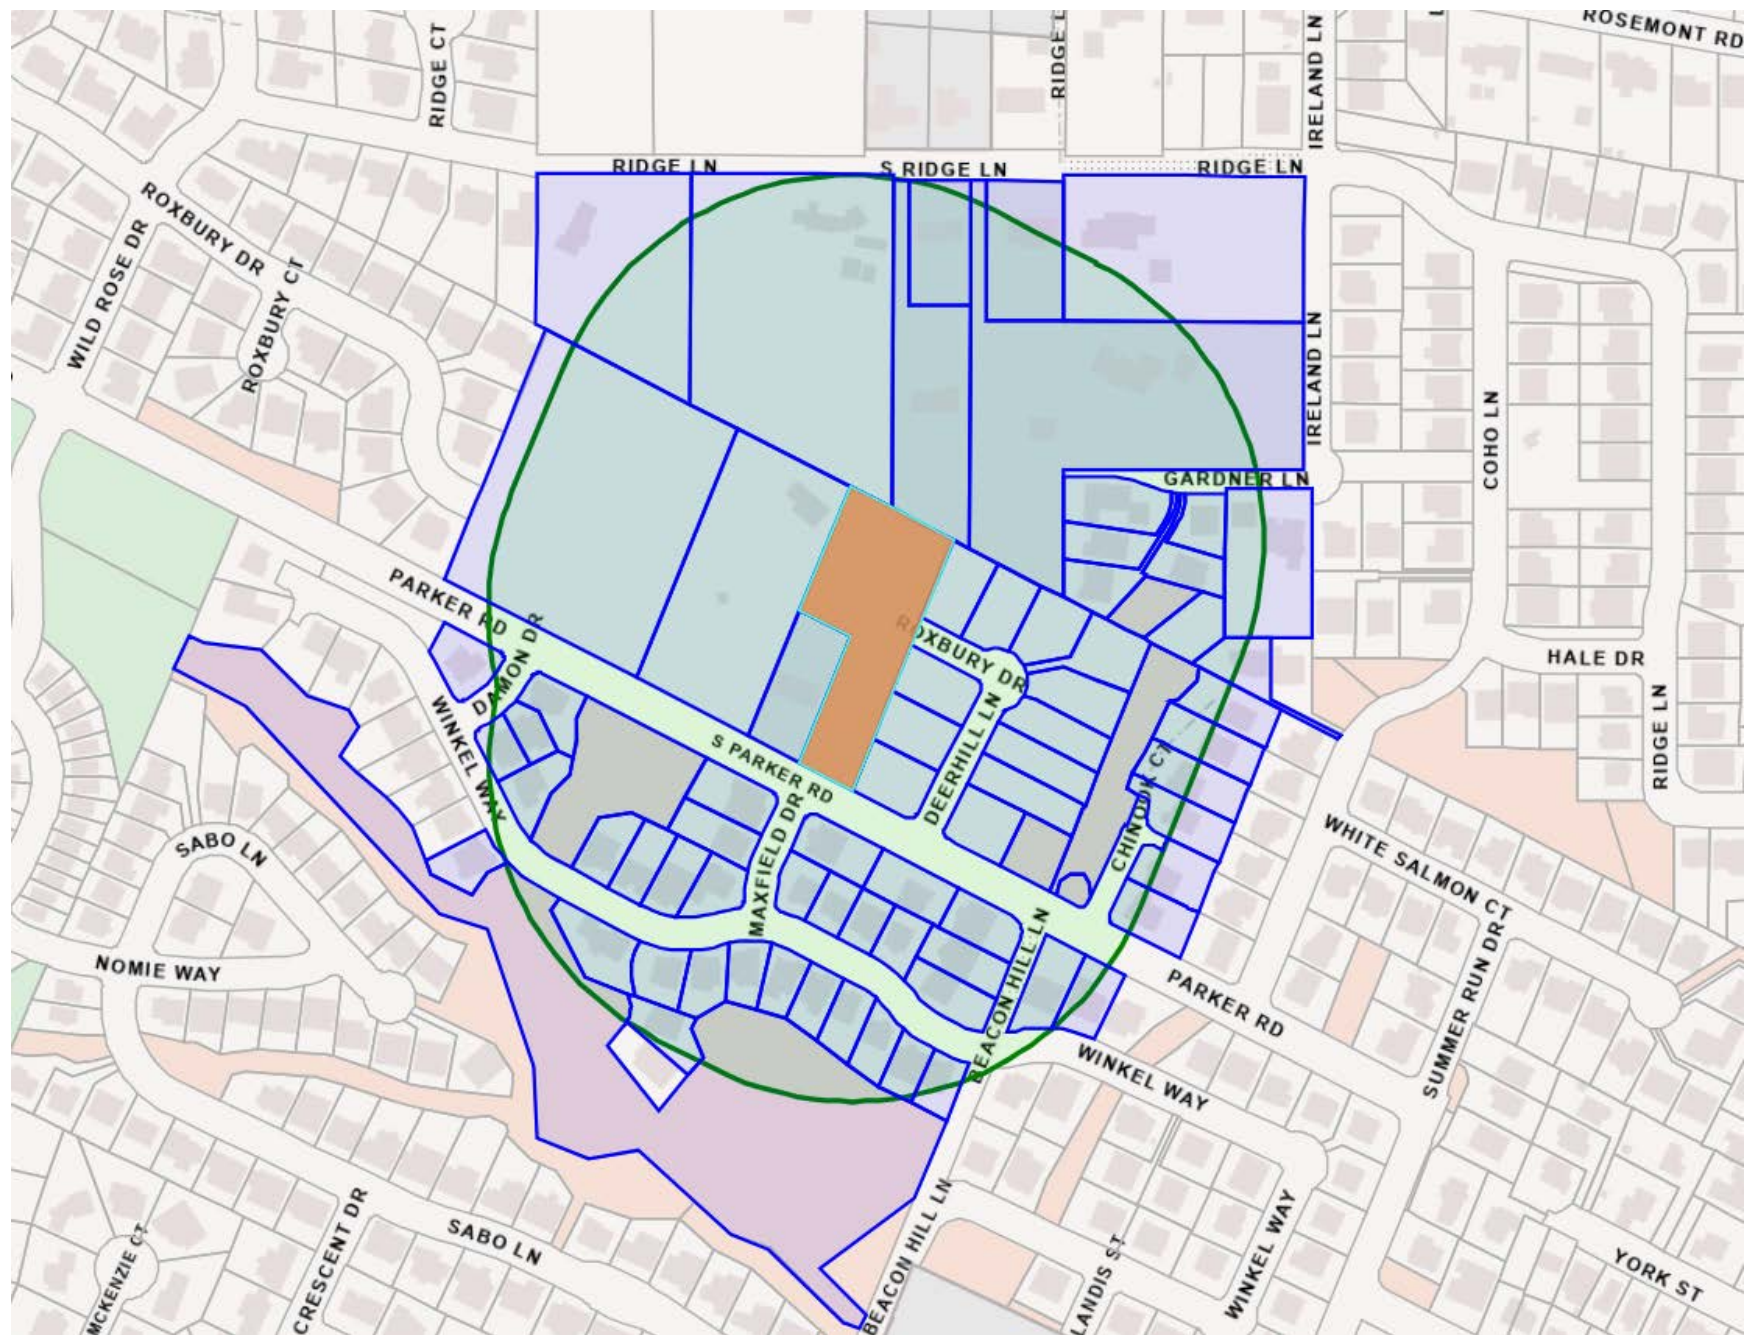 ROSEMONT RD
RIDGE CT
RIDGE L
IRELAND LN
RIDGE LN
S RIDGE LN
RIDGE LN
ROXBURY DR
WILD ROSE DR
ROXBURY CT
IRELAND LN
COHO LN
GARDNER LN
PARKER RD
DAMON DR
ROXBURY DR
HALE DR
WINKEL WAY
DEERHILL LN
RIDGE LN
S PARKER RD
CHINOOK CT
SABO LN
MAXFIELD DR
WHITE SALMON CT
NOMIE WAY
BEACON HILL LN
PARKER RD
SUMMER RUN DR
WINKEL WAY
SABO LN
CRESCENT DR
MCKENZIE CT
BEACON HILL LN
LANDIS ST
WINKEL WAY
YORK ST